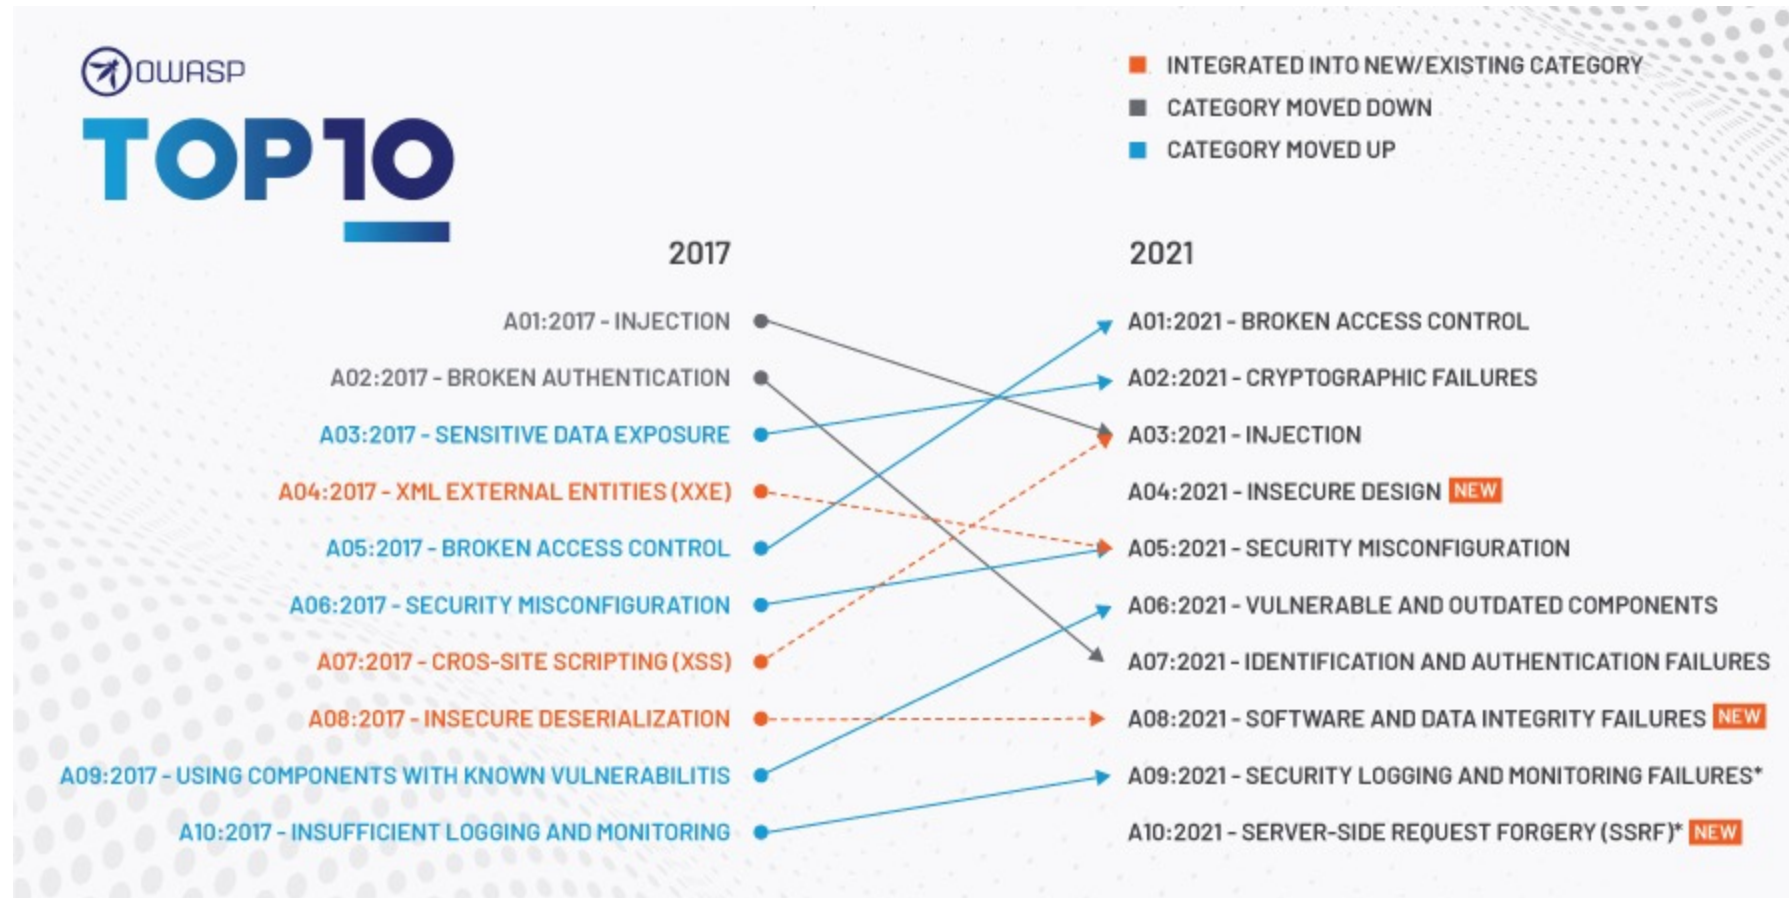 OWASP
TOP10
INTEGRATED INTO NEW/EXISTING CATEGORY
CATEGORY MOVED DOWN
CATEGORY MOVED UP
2017
2021
A01:2017 - INJECTION
A02:2017 - BROKEN AUTHENTICATION
A03:2017 - SENSITIVE DATA EXPOSURE
A04:2017 - XML EXTERNAL ENTITIES (XXE)
A05:2017 - BROKEN ACCESS CONTROL
A06:2017 - SECURITY MISCONFIGURATION
A07:2017 - CROS-SITE SCRIPTING (XSS)
A08:2017 - INSECURE DESERIALIZATION
A09:2017 - USING COMPONENTS WITH KNOWN VULNERABILITIS
A10:2017 - INSUFFICIENT LOGGING AND MONITORING
A01:2021 - BROKEN ACCESS CONTROL
A02:2021 - CRYPTOGRAPHIC FAILURES
A03:2021 - INJECTION
A04:2021 - INSECURE DESIGN NEW
A05:2021 - SECURITY MISCONFIGURATION
A06:2021 - VULNERABLE AND OUTDATED COMPONENTS
A07:2021 - IDENTIFICATION AND AUTHENTICATION FAILURES
A08:2021 - SOFTWARE AND DATA INTEGRITY FAILURES NEW
A09:2021 - SECURITY LOGGING AND MONITORING FAILURES*
A10:2021 - SERVER-SIDE REQUEST FORGERY (SSRF)* NEW